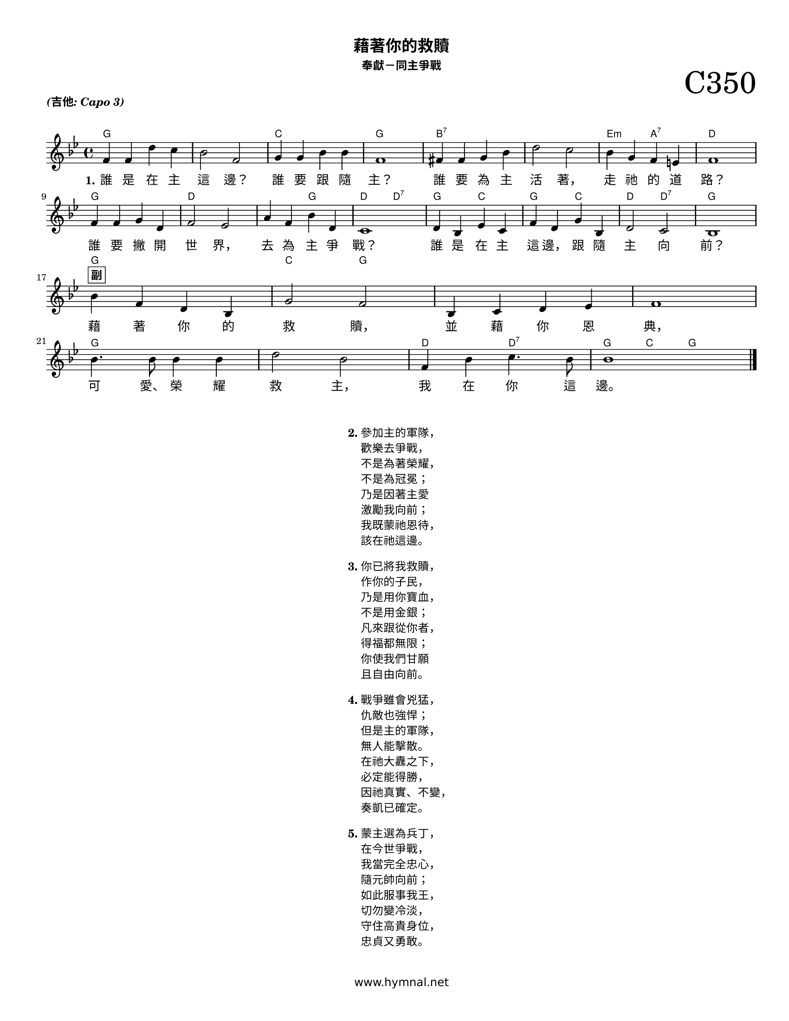 藉著你的救贖
奉獻－同主爭戰
C350
(吉他: Capo 3)
G C G B7 Em A7 D
1. 誰 是 在 主 這 邊？ 誰 要 跟 隨 主？ 誰 要 為 主 活 著， 走 祂 的 道 路？
9 G D G D D7 G C G C D D7 G
誰 要 撇 開 世 界， 去 為 主 爭 戰？ 誰 是 在 主 這 邊，跟 隨 主 向 前？
G C G
副
17
藉 著 你 的 救 贖， 並 藉 你 恩 典，
21 G D D7 G C G
可 愛、 榮 耀 救 主， 我 在 你 這 邊。
2. 參加主的軍隊，
歡樂去爭戰，
不是為著榮耀，
不是為冠冕；
乃是因著主愛
激勵我向前；
我既蒙祂恩待，
該在祂這邊。
3. 你已將我救贖，
作你的子民，
乃是用你寶血，
不是用金銀；
凡來跟從你者，
得福都無限；
你使我們甘願
且自由向前。
4. 戰爭雖會兇猛，
仇敵也強悍；
但是主的軍隊，
無人能擊散。
在祂大纛之下，
必定能得勝，
因祂真實、不變，
奏凱已確定。
5. 蒙主選為兵丁，
在今世爭戰，
我當完全忠心，
隨元帥向前；
如此服事我王，
切勿變冷淡，
守住高貴身位，
忠貞又勇敢。
www.hymnal.net